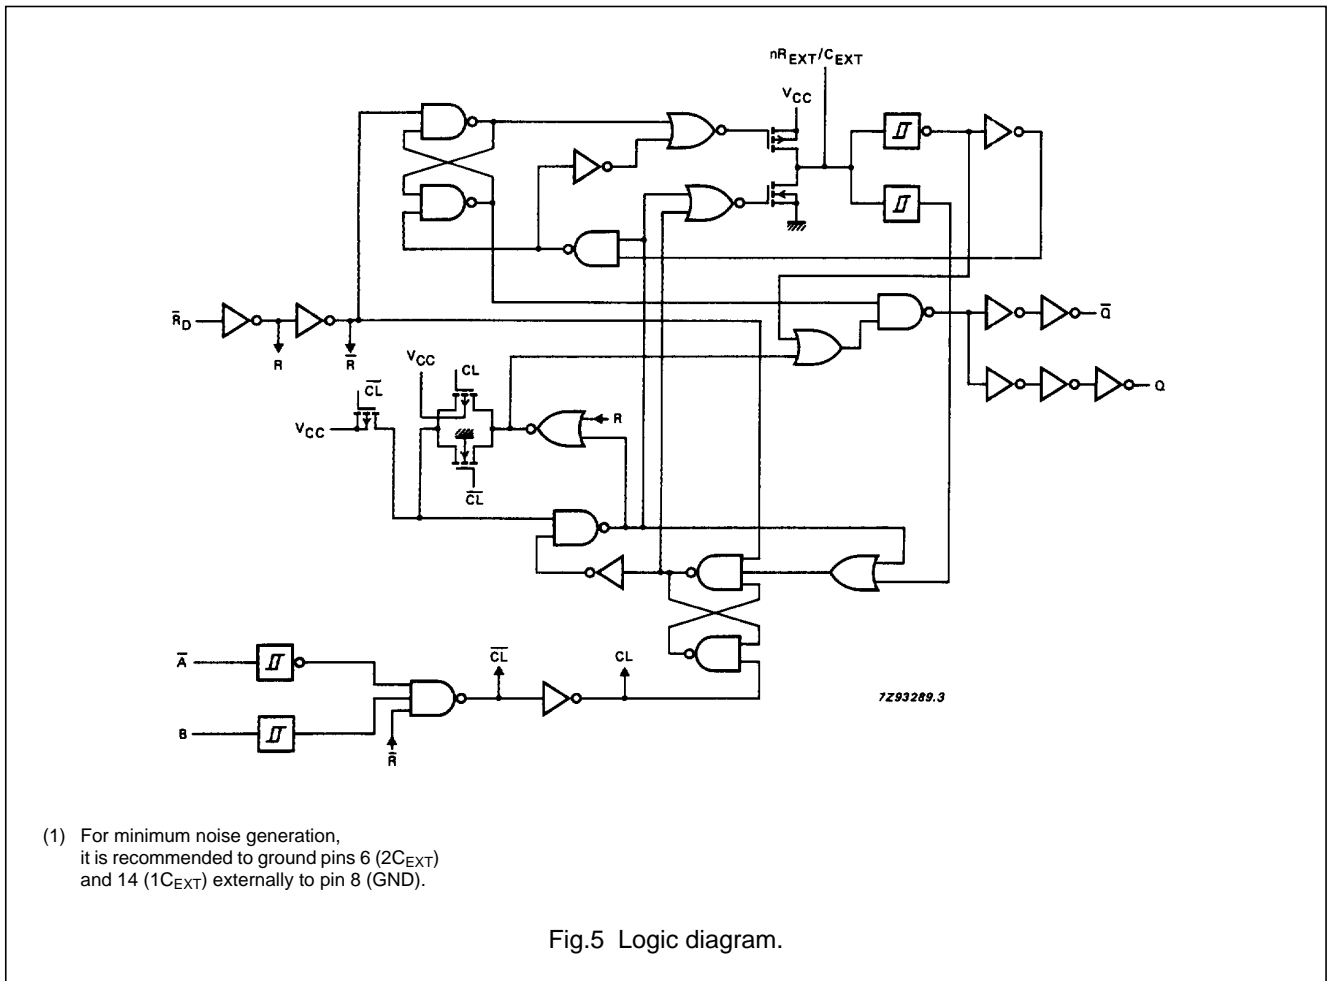 nR_EXT/C_EXT
V_CC
R̄_D
R
R̄
V_CC
CL
C̅L̅
V_CC
R
C̅L̅
Q̄
Q
Ā
C̅L̅
CL
B
R̄
7Z93289.3
(1) For minimum noise generation,
it is recommended to ground pins 6 (2C_EXT)
and 14 (1C_EXT) externally to pin 8 (GND).
Fig.5 Logic diagram.